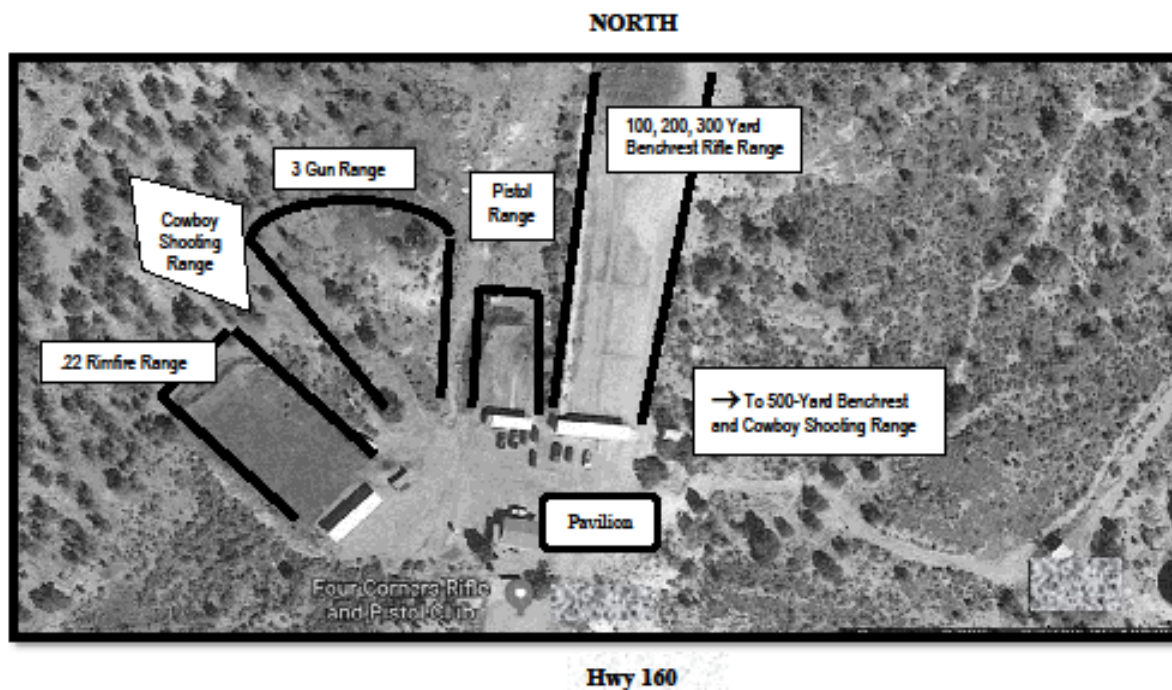 NORTH
100, 200, 300 Yard
Benchrest Rifle Range
3 Gun Range
Pistol
Range
Cowboy
Shooting
Range
.22 Rimfire Range
→ To 500-Yard Benchrest
and Cowboy Shooting Range
Pavilion
Four Corners Rifle
and Pistol Club
Hwy 160